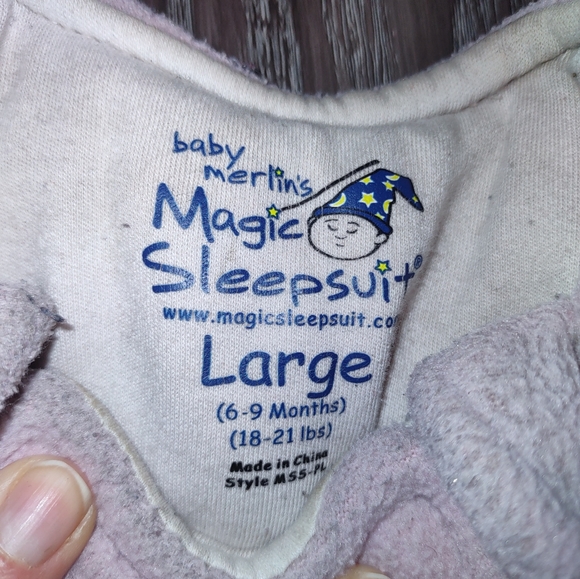 baby
merlin's
Magic
Sleepsuit®
www.magicsleepsuit.co
Large
(6-9 Months)
(18-21 lbs)
Made in China
Style MSS-PL